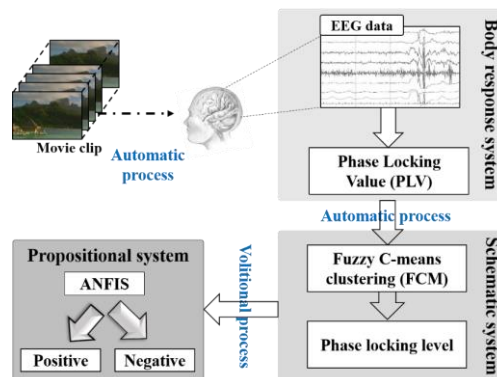 EEG data
Body response system
Movie clip
Automatic
process
Phase Locking
Value (PLV)
Automatic process
Propositional system
ANFIS
Positive
Negative
Volitional
process
Fuzzy C-means
clustering (FCM)
Phase locking level
Schematic system